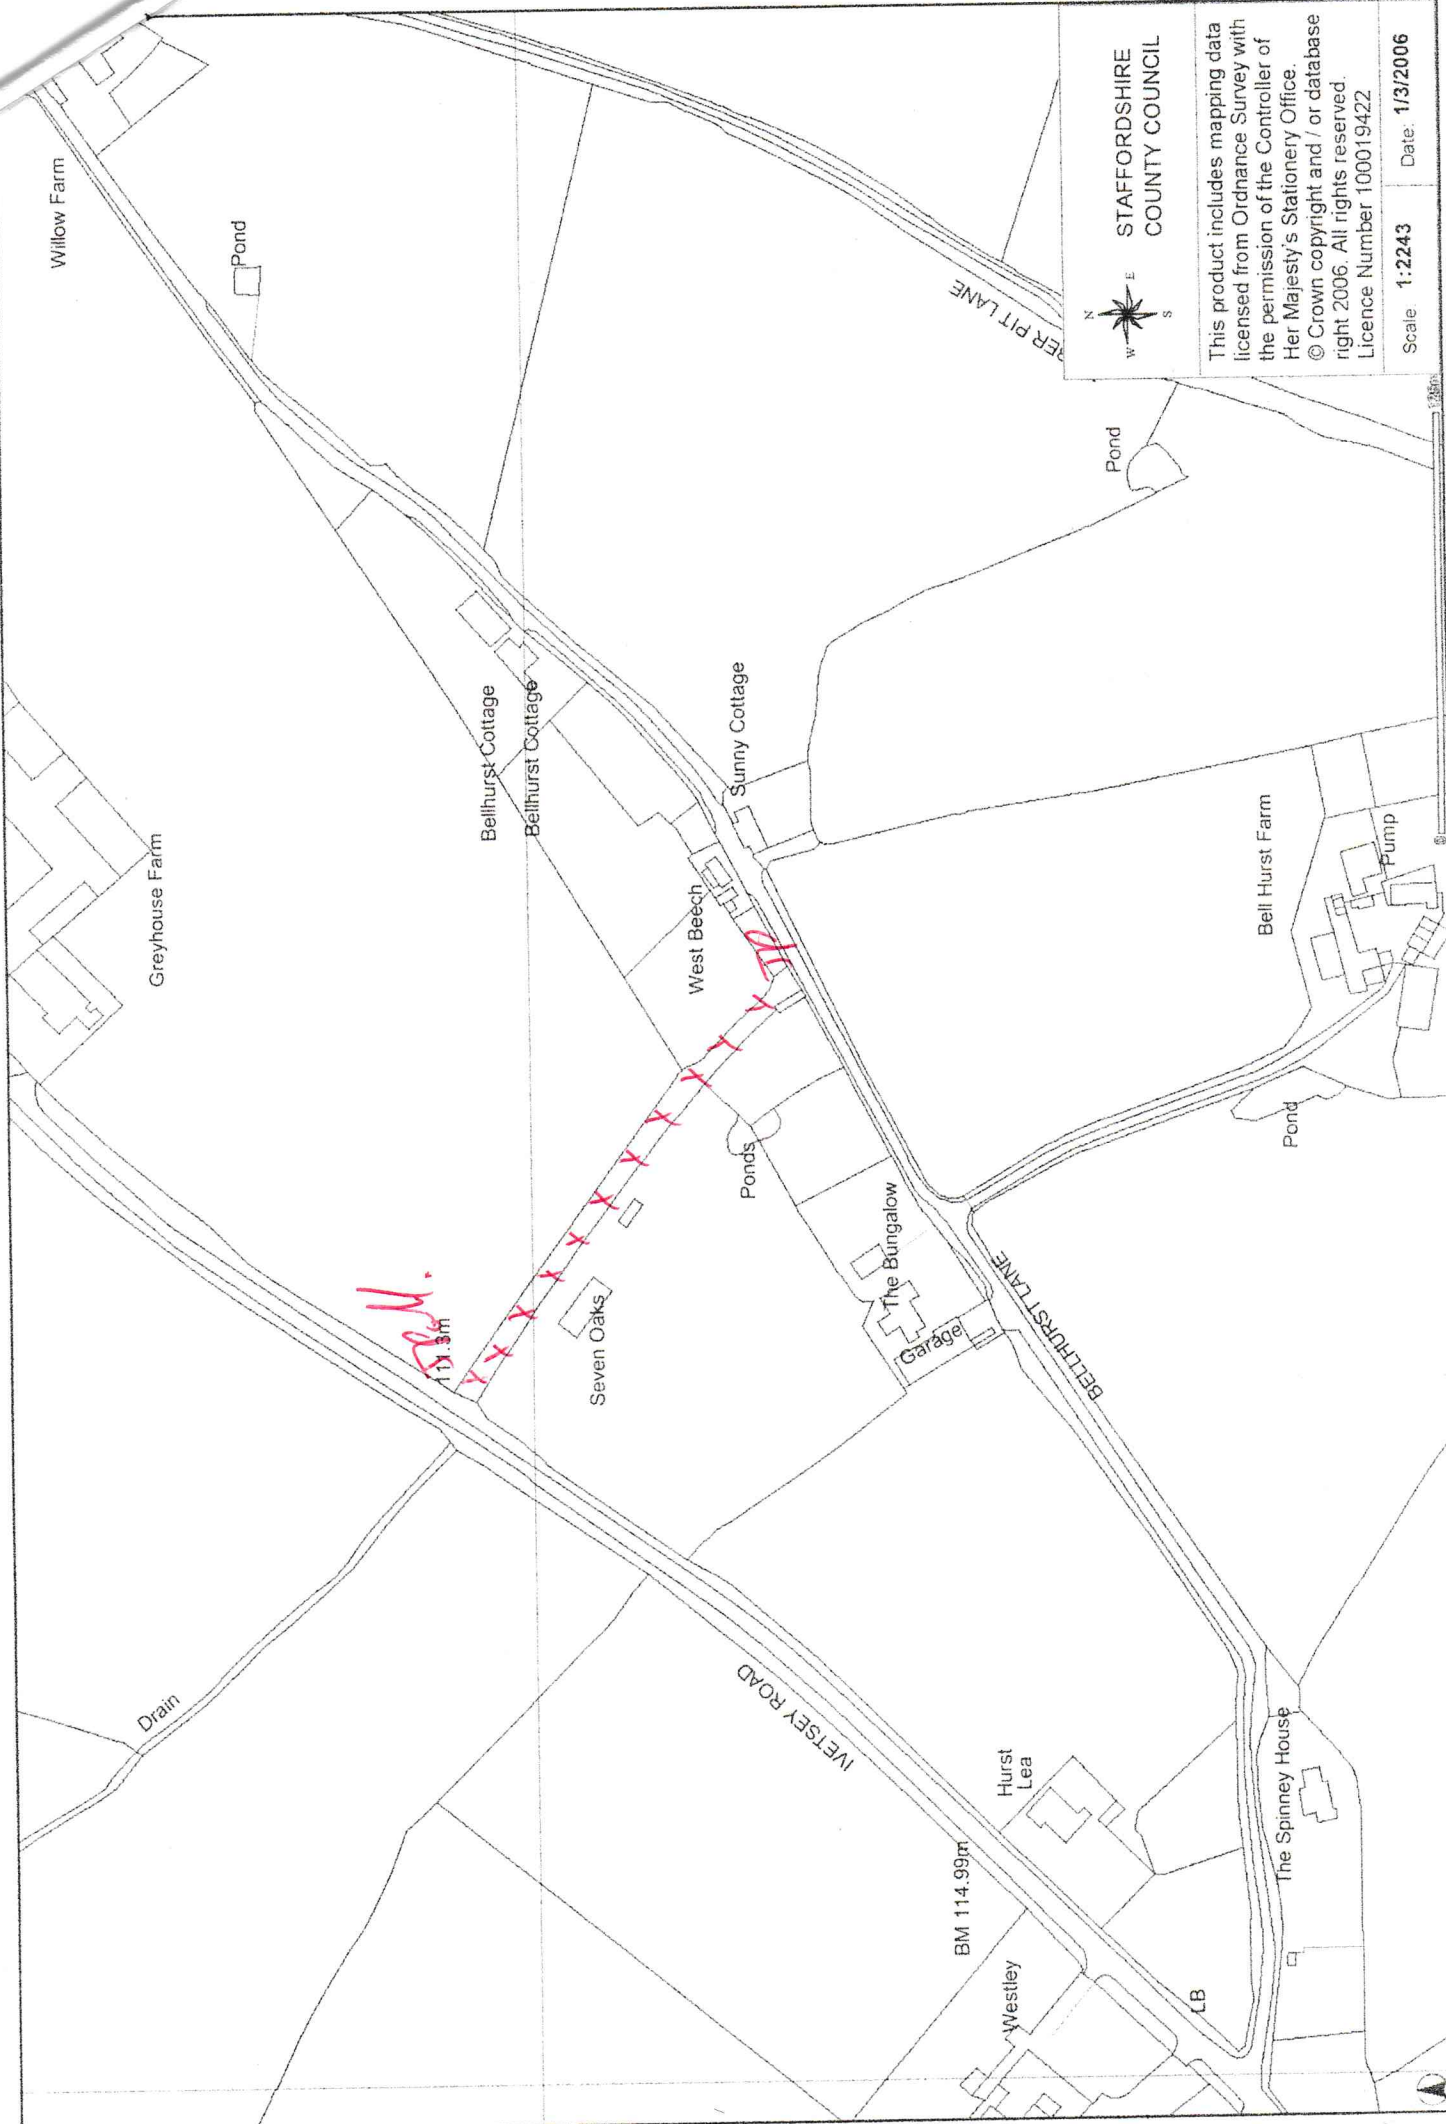 Willow Farm
Pond
Greyhouse Farm
Bellhurst Cottage
Bellhurst Cottage
Sunny Cottage
West Beech
BER PIT LANE
Pond
Bell Hurst Farm
Pump
Pond
Ponds
111.3m
Seven Oaks
The Bungalow
Garage
BELLHURST LANE
Drain
IVETSEY ROAD
Hurst
Lea
BM 114.99m
Westley
LB
The Spinney House
N
W
E
S
STAFFORDSHIRE
COUNTY COUNCIL
This product includes mapping data
licensed from Ordnance Survey with
the permission of the Controller of
Her Majesty's Stationery Office.
© Crown copyright and / or database
right 2006. All rights reserved.
Licence Number 100019422
Scale: 1:2243
Date: 1/3/2006